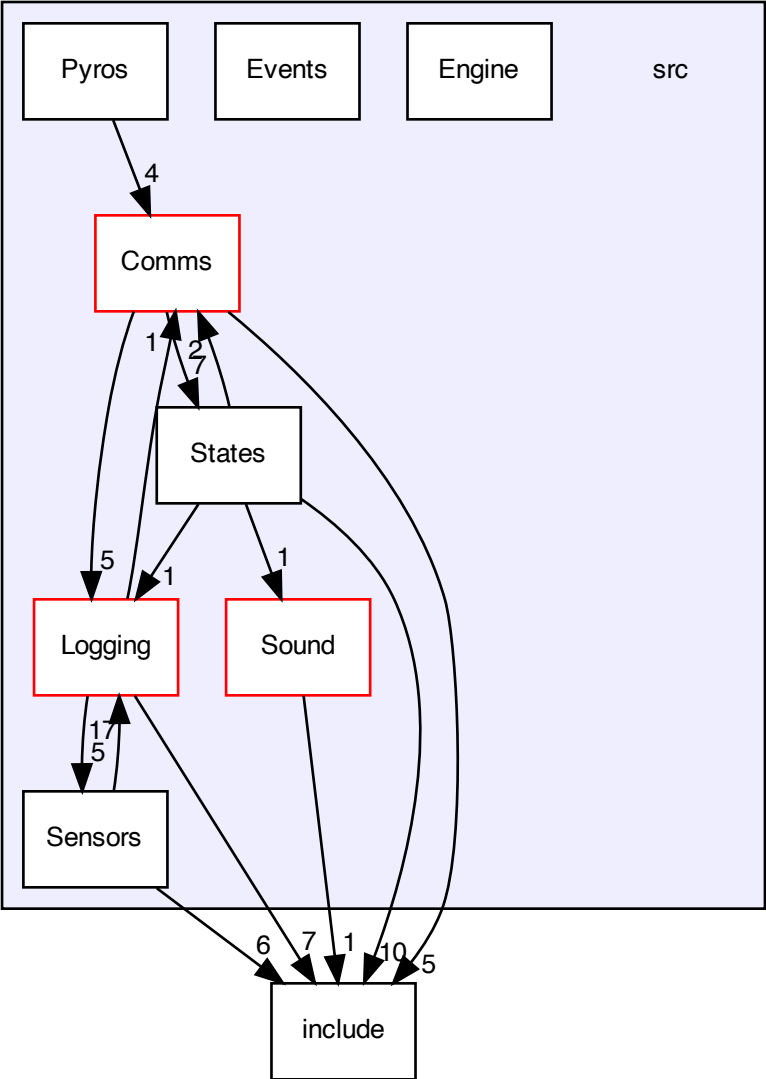 Pyros
Events
Engine
src
4
Comms
1
2
7
States
5
1
1
Logging
Sound
17
5
Sensors
6
7
1
10
5
include